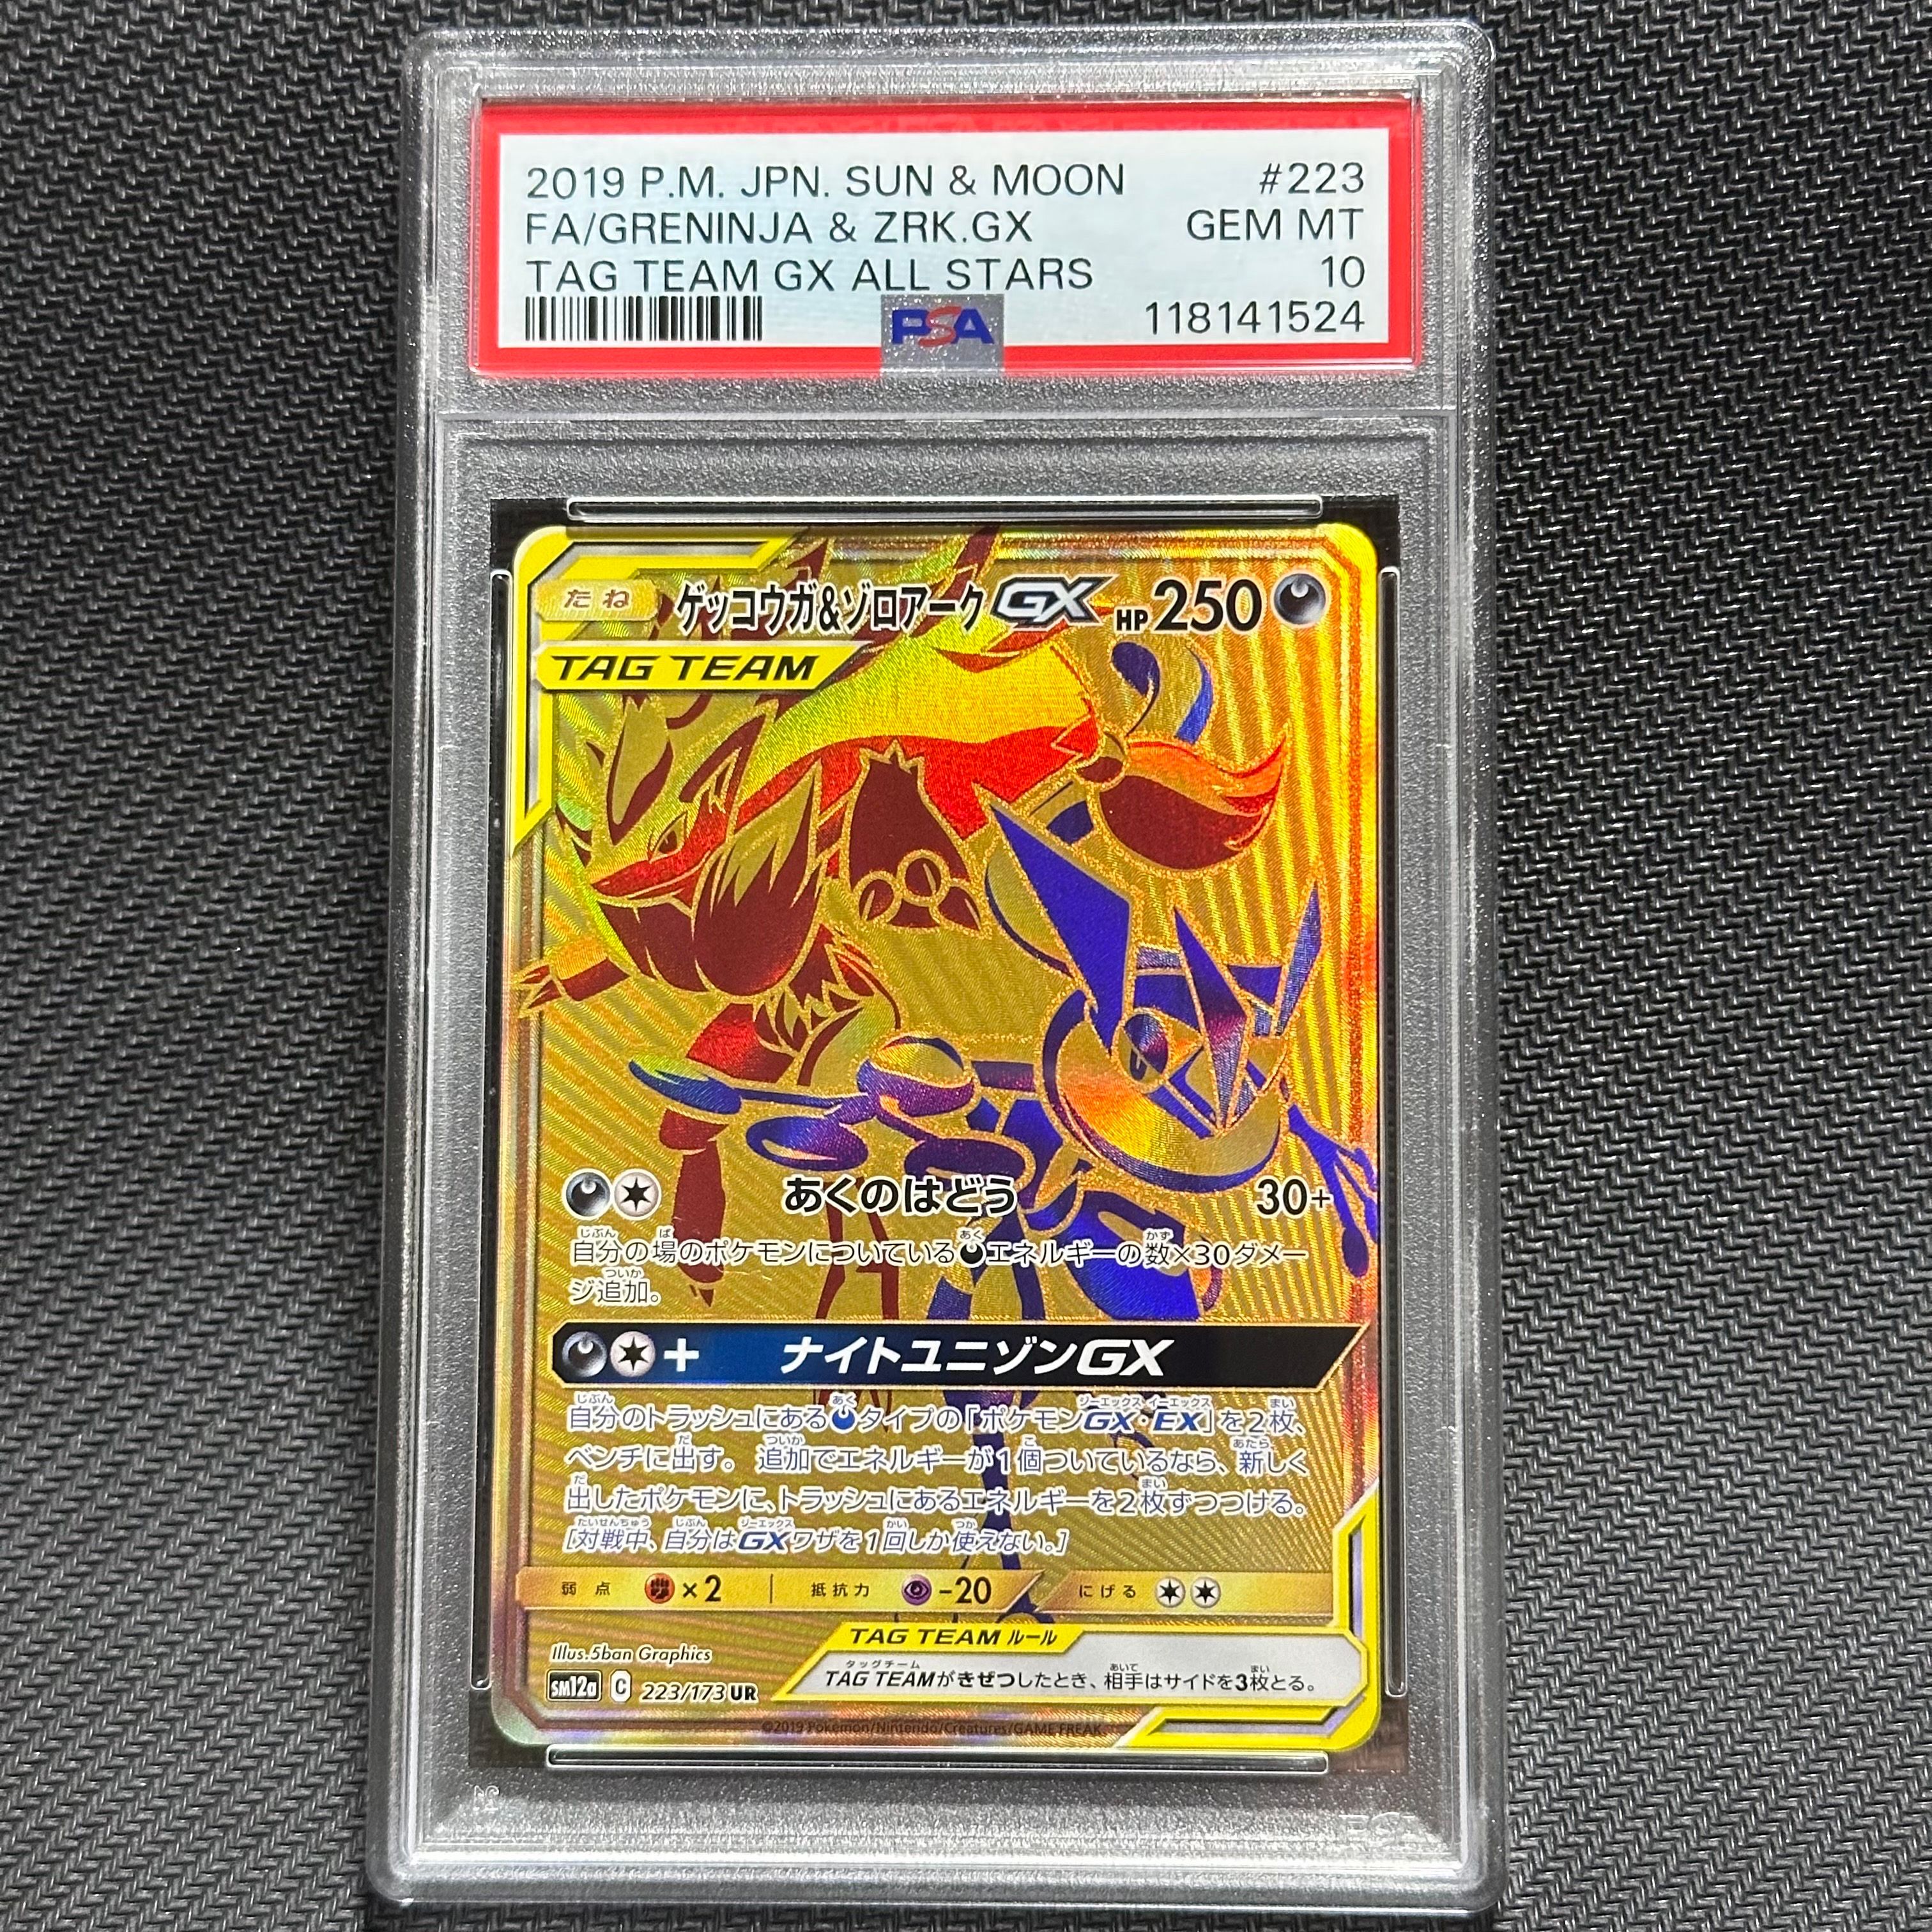 2019 P.M. JPN. SUN & MOON #223
FA/GRENINJA & ZRK.GX GEM MT
TAG TEAM GX ALL STARS 10
PSA 118141524
たね ゲッコウガ&ゾロアークGX HP250
TAG TEAM
あくのはどう 30+
自分の場のポケモンについているエネルギーの数×30ダメー
ジ追加。
+ ナイトユニゾンGX
自分のトラッシュにあるタイプの「ポケモンGX・EX」を2枚、
ベンチに出す。 追加でエネルギーが1個ついているなら、新しく
出したポケモンに、トラッシュにあるエネルギーを2枚ずつつける。
[対戦中、自分はGXワザを1回しか使えない。]
弱点 ×2 抵抗力 -20 にげる
TAG TEAM ルール
TAG TEAMがきぜつしたとき、相手はサイドを3枚とる。
Illus.5ban Graphics
SM12a C 223/173 UR
©2019 Pokémon/Nintendo/Creatures/GAME FREAK